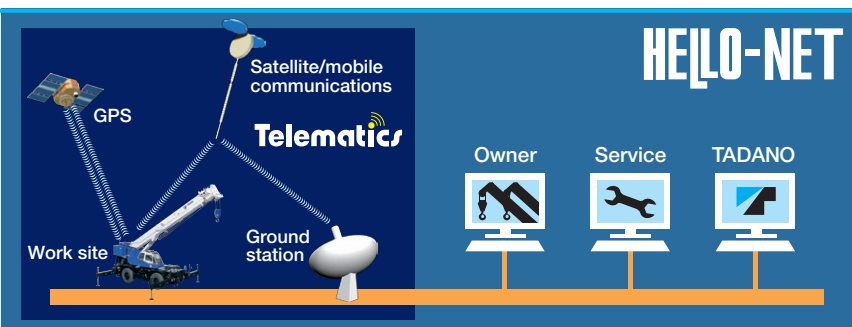 HELLO-NET
Satellite/mobile
communications
GPS
Telematics
Owner
Service
TADANO
Work site
Ground
station